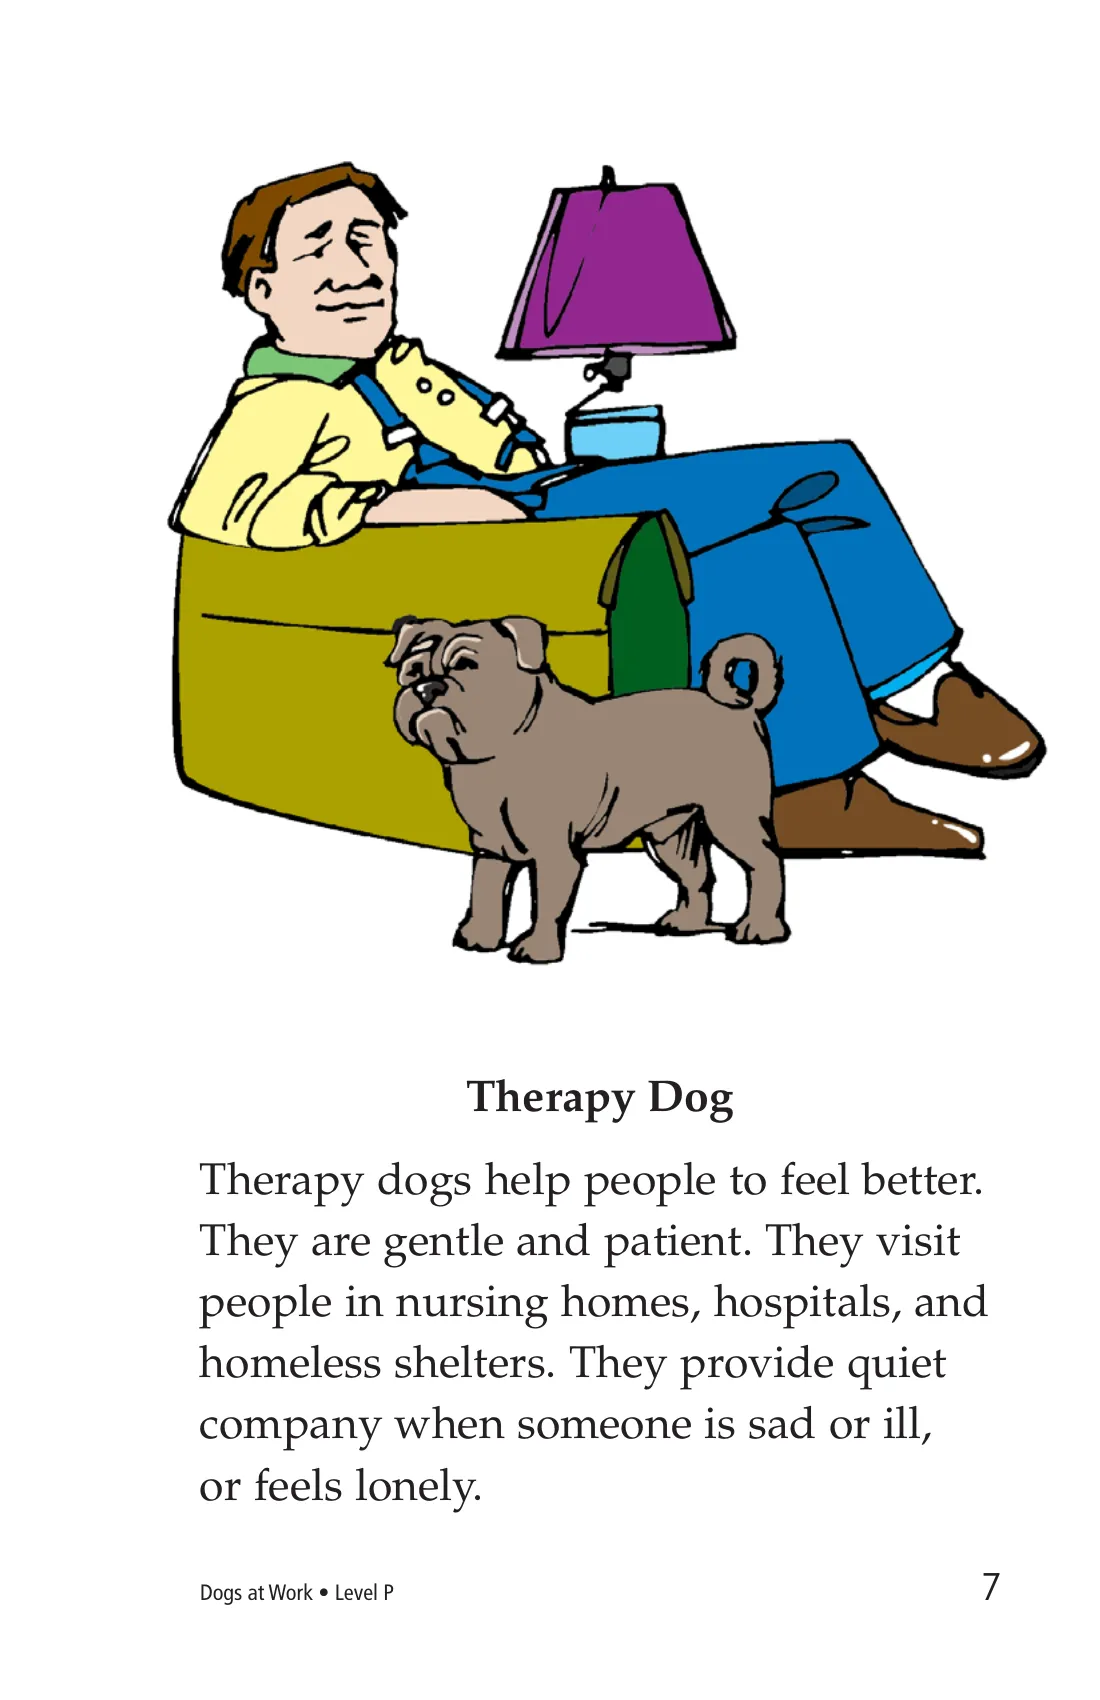 Therapy Dog
Therapy dogs help people to feel better.
They are gentle and patient. They visit
people in nursing homes, hospitals, and
homeless shelters. They provide quiet
company when someone is sad or ill,
or feels lonely.
Dogs at Work • Level P
7